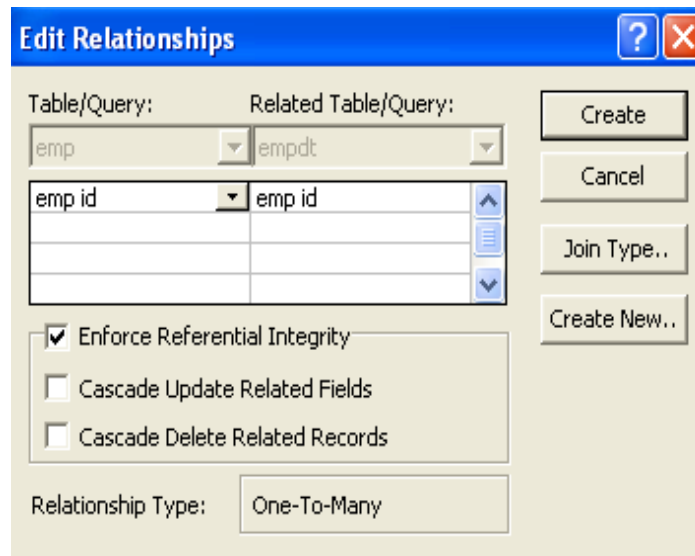 Edit Relationships
Table/Query: Related Table/Query:
Create
emp empdt
Cancel
emp id emp id
Join Type..
Create New..
Enforce Referential Integrity
Cascade Update Related Fields
Cascade Delete Related Records
Relationship Type: One-To-Many